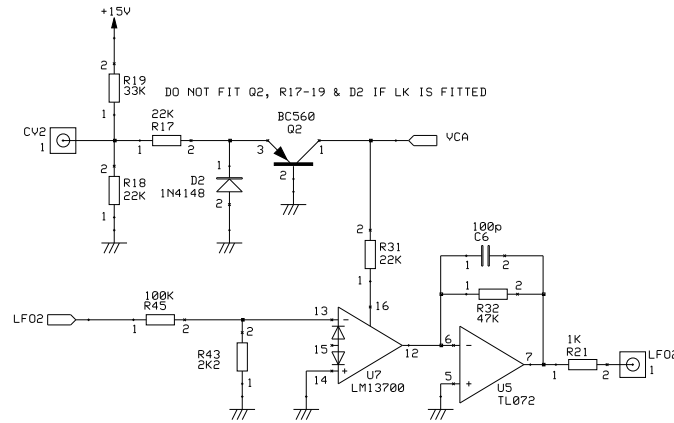 +15V
2
R19
33K
1
DO NOT FIT Q2, R17-19 & D2 IF LK IS FITTED
CV2
1
22K
R17
1
2
BC560
Q2
3
1
2
VCA
2
R18
22K
1
D2
1N4148
1
2
2
R31
22K
1
100p
C6
1
2
1
2
R32
47K
LFO2
100K
R45
1
2
2
R43
2K2
1
13
16
15
14
12
U7
LM13700
6
5
7
U5
TL072
1K
R21
1
2
LFO2
1